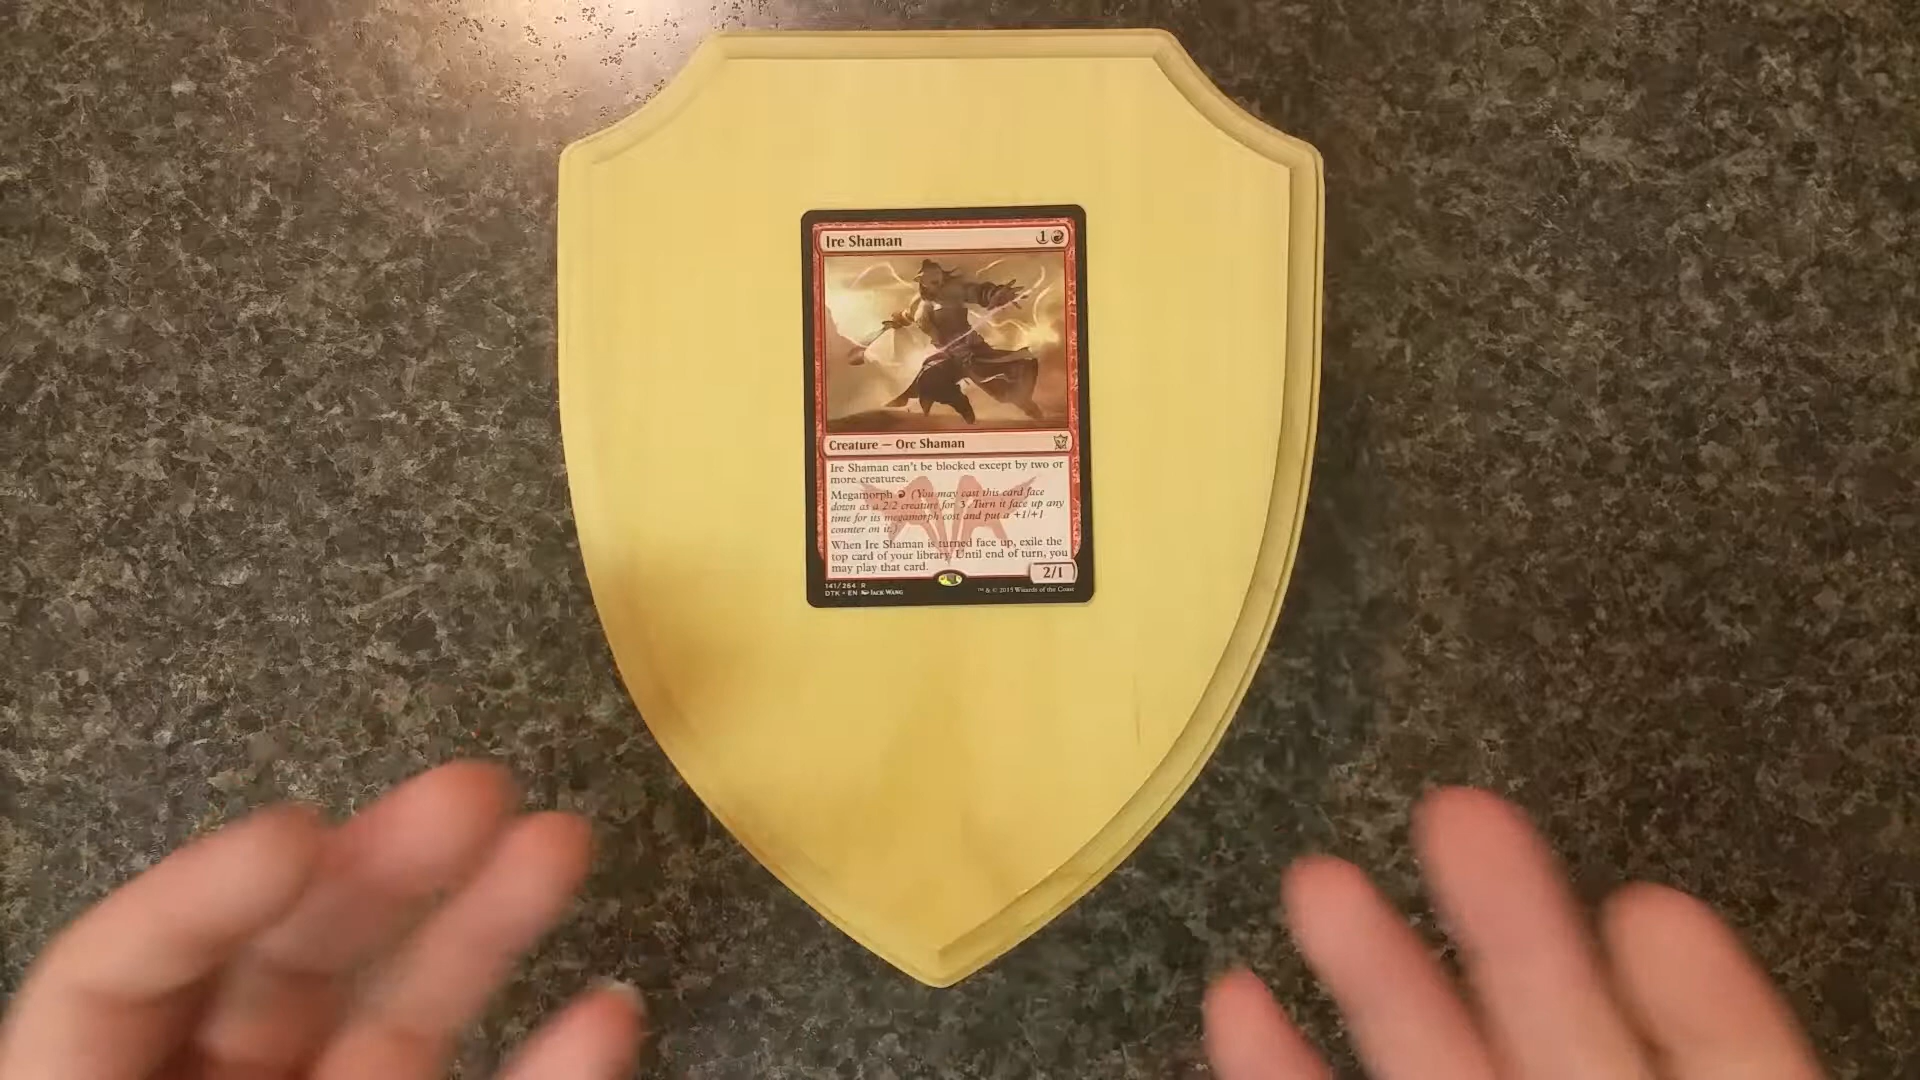 Ire Shaman 1
Creature — Orc Shaman
Ire Shaman can't be blocked except by two or
more creatures.
Megamorph (You may cast this card face
down as a 2/2 creature for 3. Turn it face up any
time for its megamorph cost and put a +1/+1
counter on it.)
When Ire Shaman is turned face up, exile the
top card of your library. Until end of turn, you
may play that card.
2/1
141/264 R
DTK • EN Jack Wang
™ & © 2015 Wizards of the Coast